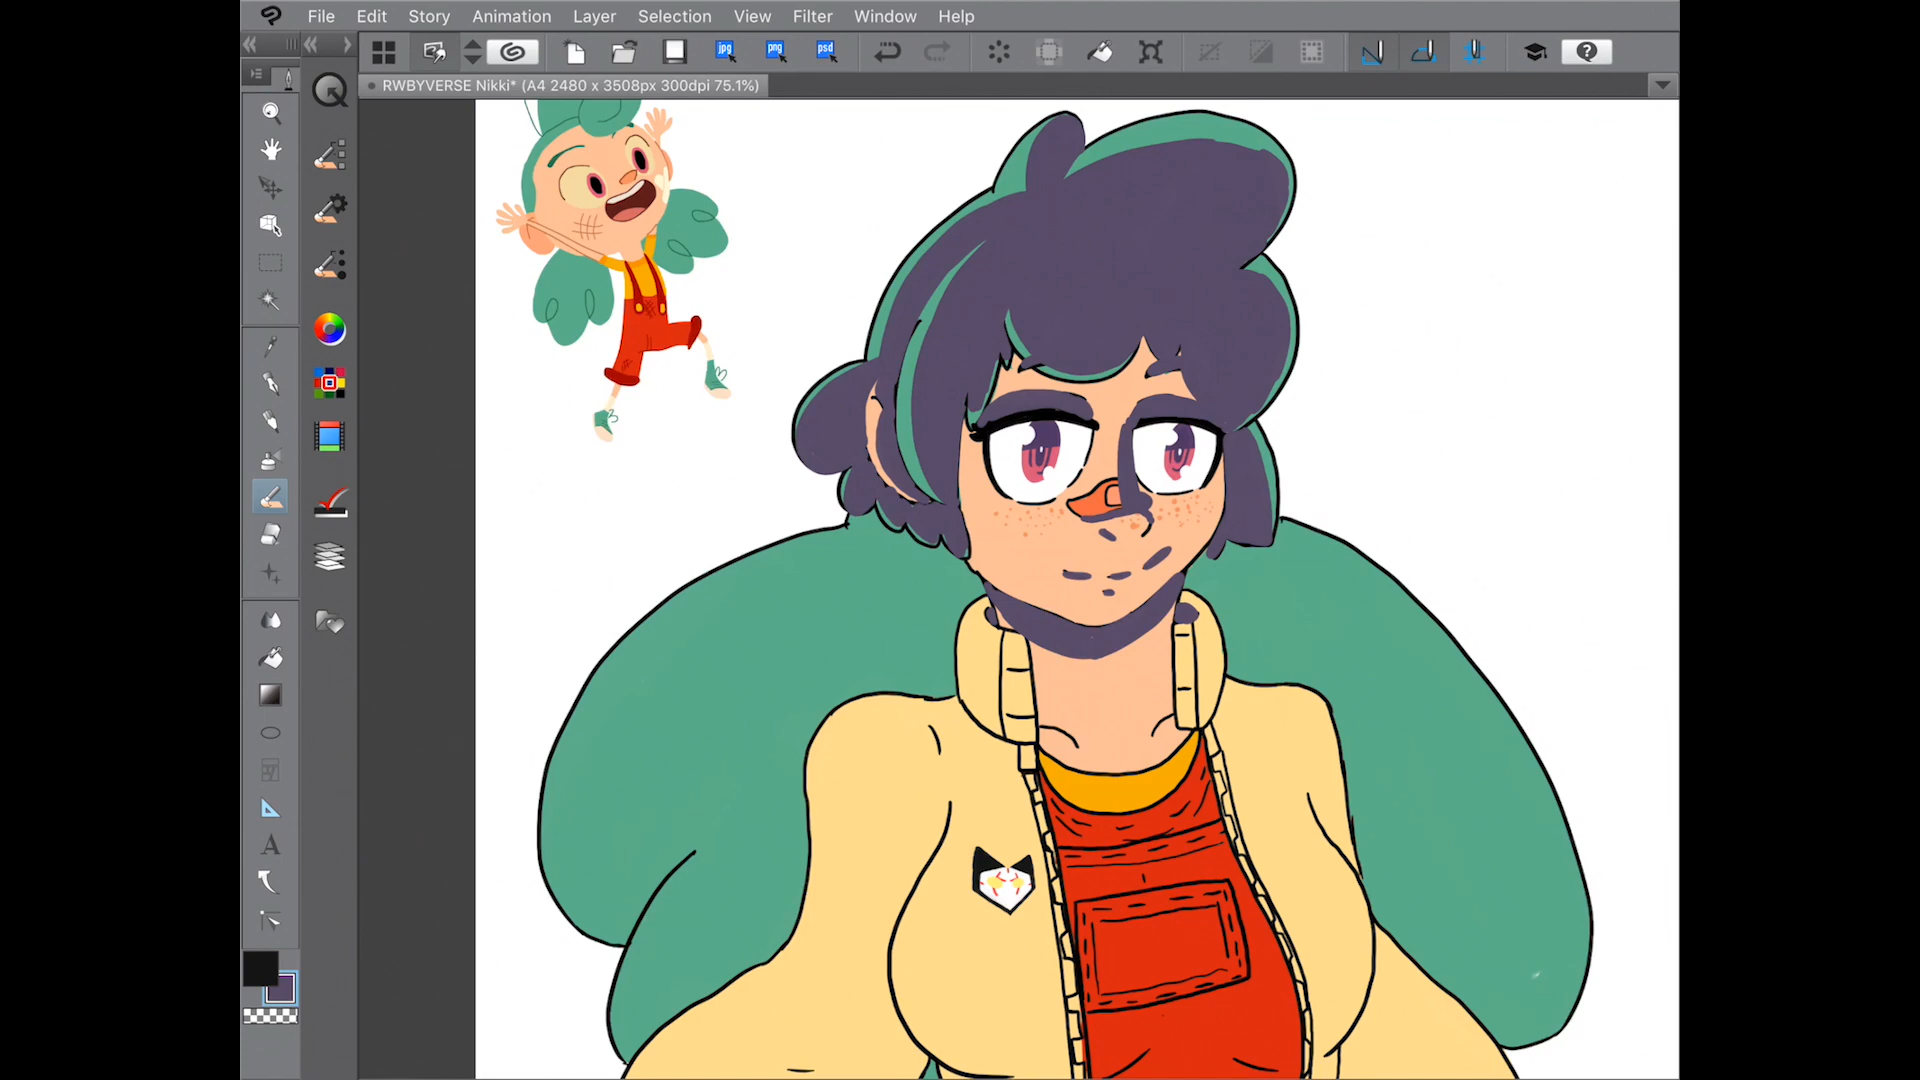 File Edit Story Animation Layer Selection View Filter Window Help
jpg png psd ?
RWBYVERSE Nikki* (A4 2480 x 3508px 300dpi 75.1%)
A